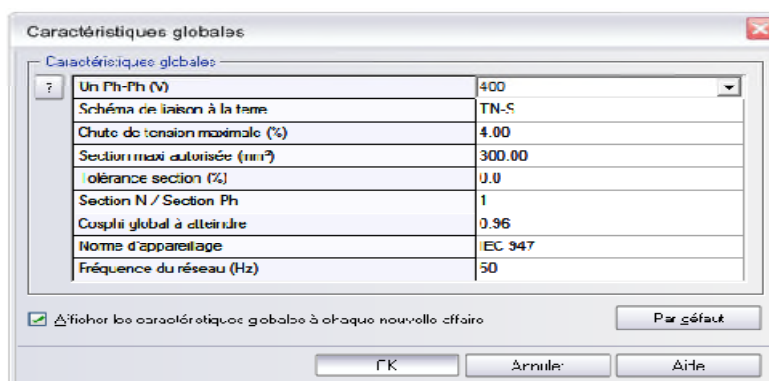 Caractéristiques globales
Caractéristiques globales
?
Un Ph-Ph (V) 400
Schéma de liaison à la terre TN-S
Chute de tension maximale (%) 4.00
Section maxi autorisée (mm²) 300.00
Tolérance section (%) 0.0
Section N / Section Ph 1
Cosphi global à atteindre 0.96
Norme d'appareillage IEC 947
Fréquence du réseau (Hz) 50
Afficher les caractéristiques globales à chaque nouvelle affaire
Par défaut
OK Annuler Aide